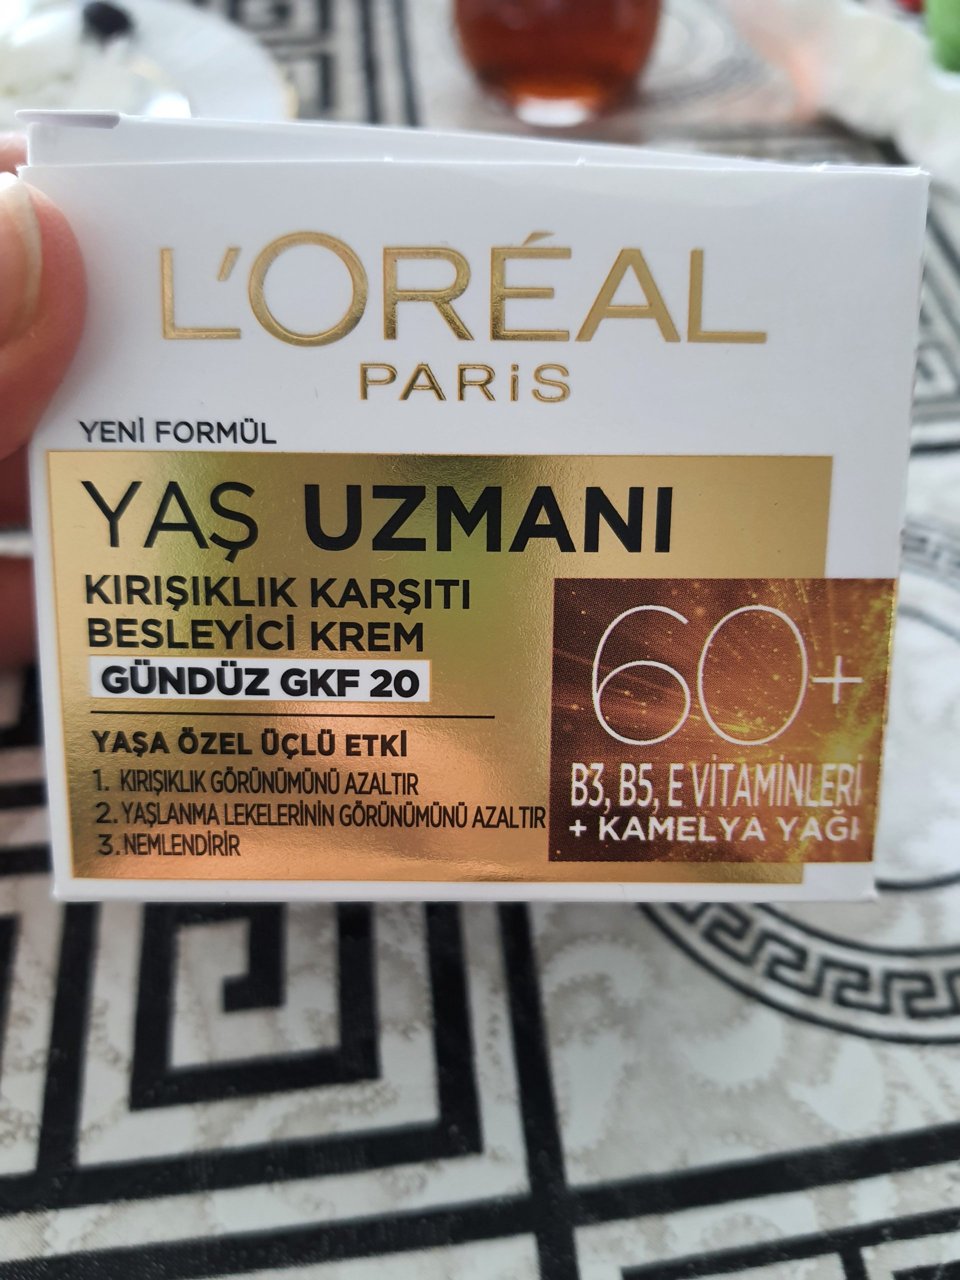 L'ORÉAL
PARiS
YENİ FORMÜL
YAŞ UZMANI
KIRIŞIKLIK KARŞITI
BESLEYİCİ KREM
GÜNDÜZ GKF 20
YAŞA ÖZEL ÜÇLÜ ETKİ
1. KIRIŞIKLIK GÖRÜNÜMÜNÜ AZALTIR
2. YAŞLANMA LEKELERİNİN GÖRÜNÜMÜNÜ AZALTIR
3. NEMLENDİRİR
60+
B3, B5, E VİTAMİNLERİ
+ KAMELYA YAĞI